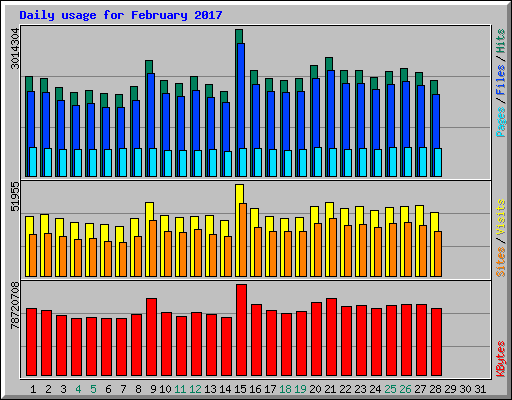 Daily usage for February 2017
3014304
Pages / Files / Hits
51955
Sites / Visits
78720708
KBytes
1 2 3 4 5 6 7 8 9 10 11 12 13 14 15 16 17 18 19 20 21 22 23 24 25 26 27 28 29 30 31